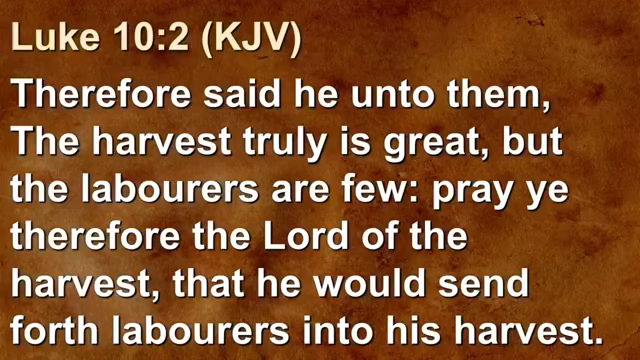 Luke 10:2 (KJV)
Therefore said he unto them,
The harvest truly is great, but
the labourers are few: pray ye
therefore the Lord of the
harvest, that he would send
forth labourers into his harvest.